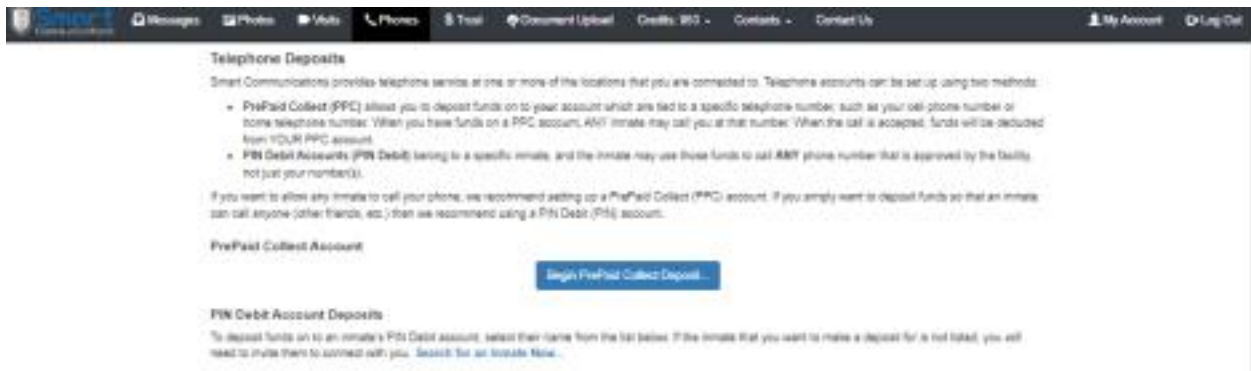 Smart Communications Messages Photos Visits Phones $ Trust Document Upload Credits: 950 Contacts Contact Us My Account Log Out
Telephone Deposits
Smart Communications provides telephone service at one or more of the locations that you are connected to. Telephone accounts can be set up using two methods:
• PrePaid Collect (PPC) allows you to deposit funds on to your account which are tied to a specific telephone number, such as your cell phone number or
home telephone number. When you have funds on a PPC account, ANY inmate may call you at that number. When the call is accepted, funds will be deducted
from YOUR PPC account.
• PIN Debit Accounts (PIN Debit) belong to a specific inmate, and the inmate may use those funds to call ANY phone number that is approved by the facility,
not just your number(s).
If you want to allow any inmate to call your phone, we recommend setting up a PrePaid Collect (PPC) account. If you simply want to deposit funds so that an inmate
can call anyone (other friends, etc.) then we recommend using a PIN Debit (PIN) account.
PrePaid Collect Account
Begin PrePaid Collect Deposit...
PIN Debit Account Deposits
To deposit funds on to an inmate's PIN Debit account, select their name from the list below. If the inmate that you want to make a deposit for is not listed, you will
need to invite them to connect with you. Search for an Inmate Now...